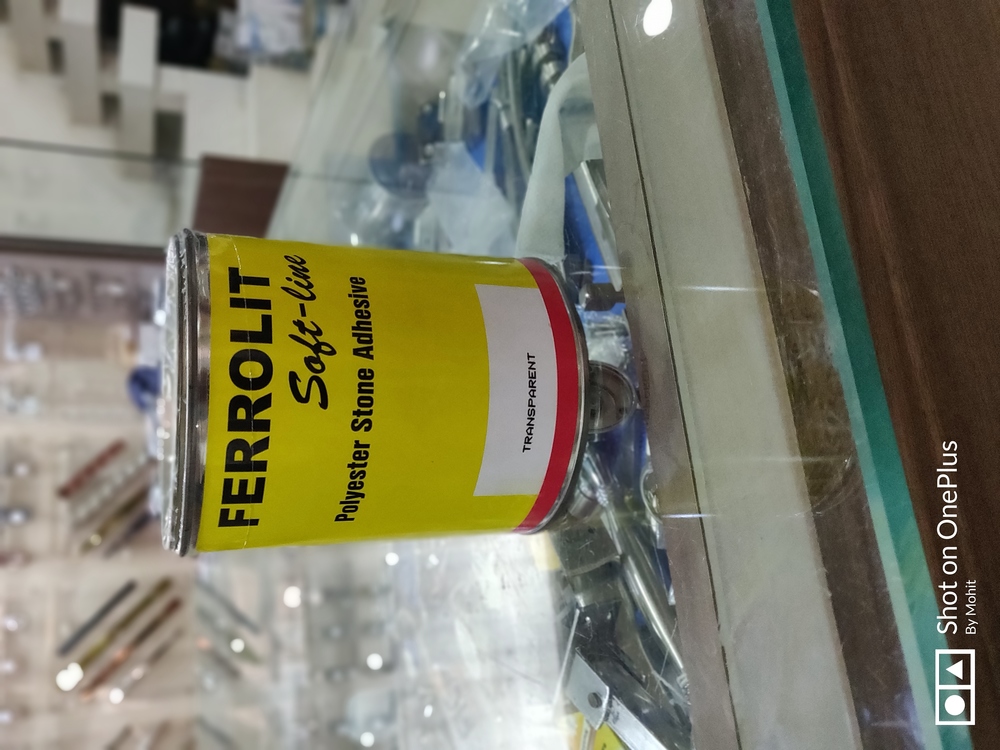 FERROLIT
Soft-line
Polyester Stone Adhesive
TRANSPARENT
Shot on OnePlus
By Mohit